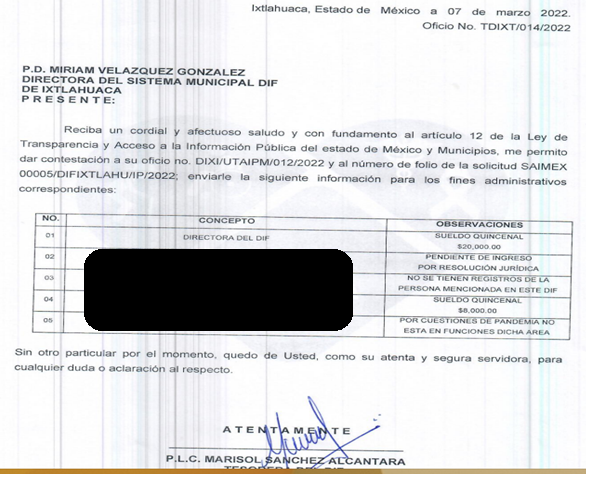 Ixtlahuaca, Estado de México a 07 de marzo 2022.
Oficio No. TDIXT/014/2022
P.D. MIRIAM VELAZQUEZ GONZALEZ
DIRECTORA DEL SISTEMA MUNICIPAL DIF
DE IXTLAHUACA
P R E S E N T E:
Reciba un cordial y afectuoso saludo y con fundamento al artículo 12 de la Ley de
Transparencia y Acceso a la Información Pública del estado de México y Municipios, me permito
dar contestación a su oficio no. DIXI/UTAIPM/012/2022 y al número de folio de la solicitud SAIMEX
00005/DIFIXTLAHU/IP/2022; enviarle la siguiente información para los fines administrativos
correspondientes:
NO. CONCEPTO OBSERVACIONES
01 DIRECTORA DEL DIF SUELDO QUINCENAL
$20,000.00
02 PENDIENTE DE INGRESO
POR RESOLUCIÓN JURÍDICA
03 NO SE TIENEN REGISTROS DE LA
PERSONA MENCIONADA EN ESTE DIF
04 SUELDO QUINCENAL
$8,000.00
05 POR CUESTIONES DE PANDEMIA NO
ESTA EN FUNCIONES DICHA AREA
Sin otro particular por el momento, quedo de Usted, como su atenta y segura servidora, para
cualquier duda o aclaración al respecto.
A T E N T A M E N T E
P.L.C. MARISOL SANCHEZ ALCANTARA
TESORERA DEL DIF